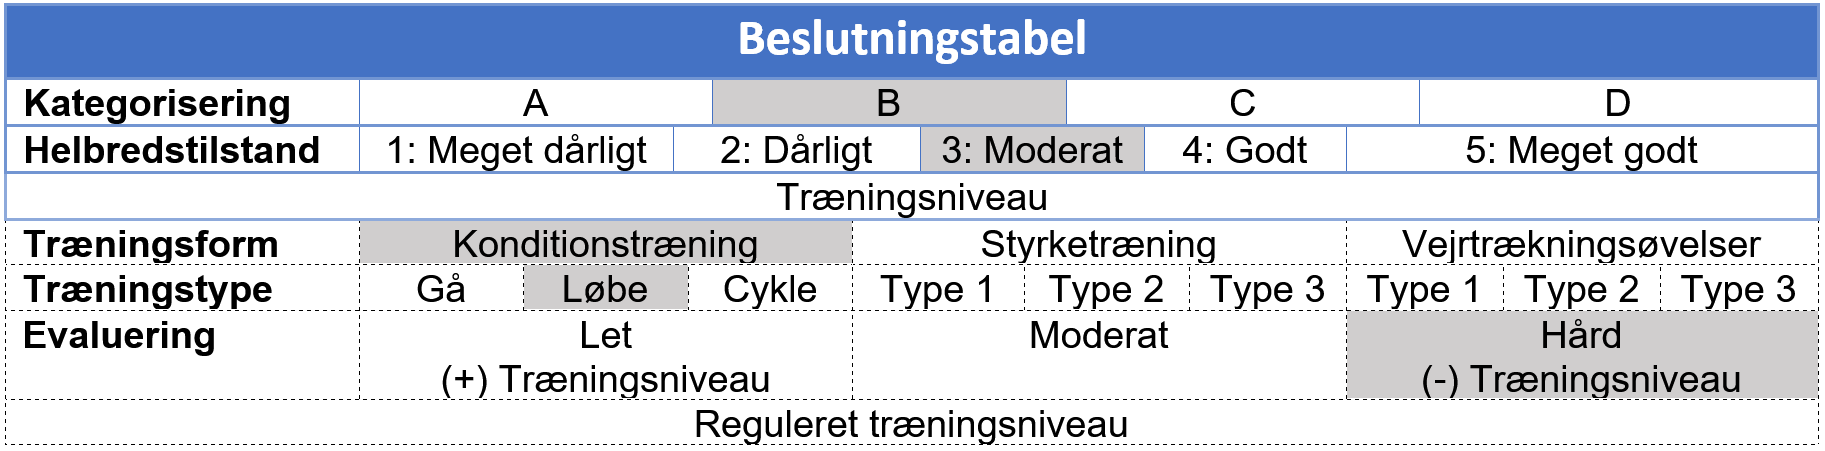 Beslutningstabel
Kategorisering A B C D
Helbredstilstand 1: Meget dårligt 2: Dårligt 3: Moderat 4: Godt 5: Meget godt
Træningsniveau
Træningsform Konditionstræning Styrketræning Vejrtrækningsøvelser
Træningstype Gå Løbe Cykle Type 1 Type 2 Type 3 Type 1 Type 2 Type 3
Evaluering Let Moderat Hård
(+) Træningsniveau (-) Træningsniveau
Reguleret træningsniveau